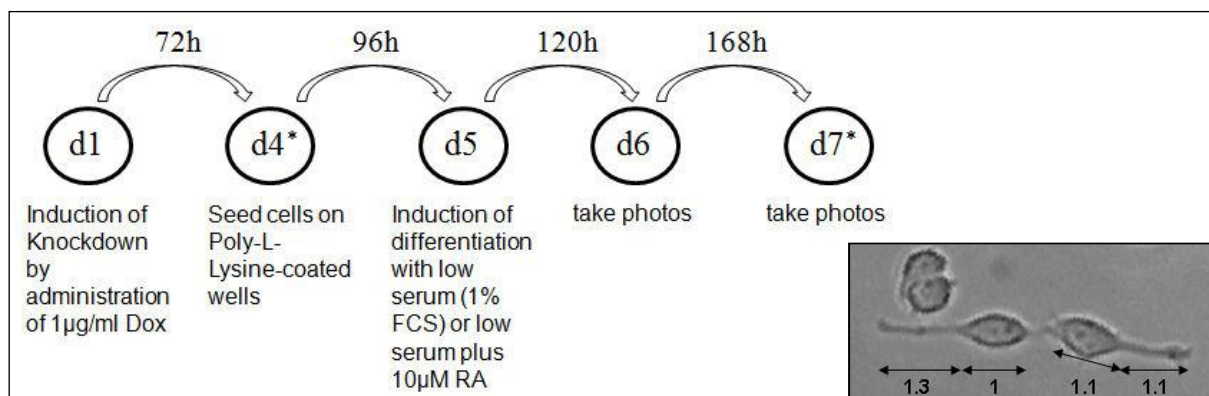 72h
96h
120h
168h
d1
d4*
d5
d6
d7*
Induction of
Knockdown
by
administration
of 1µg/ml Dox
Seed cells on
Poly-L-
Lysine-coated
wells
Induction of
differentiation
with low
serum (1%
FCS) or low
serum plus
10µM RA
take photos
take photos
1.3
1
1.1
1.1